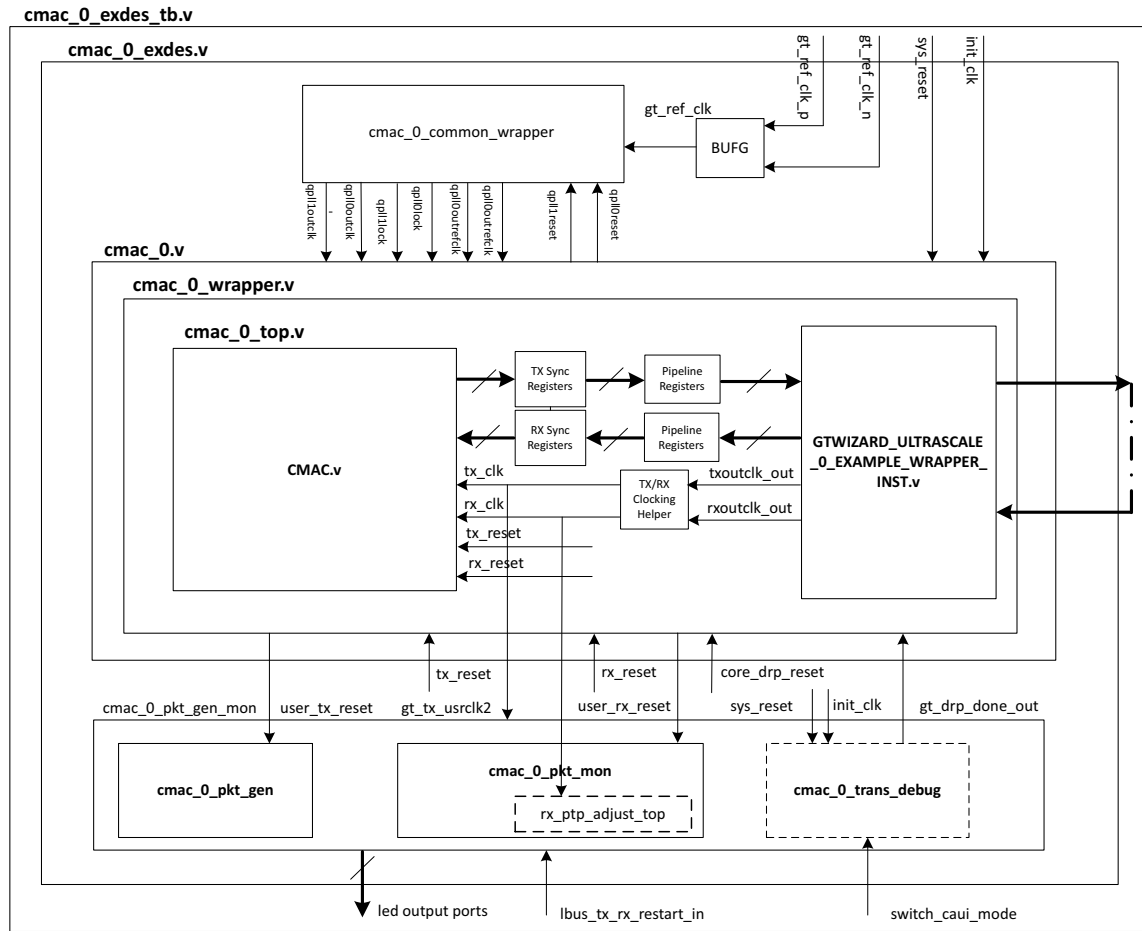 cmac_0_exdes_tb.v
cmac_0_exdes.v
gt_ref_clk_p
gt_ref_clk_n
sys_reset
init_clk
gt_ref_clk
cmac_0_common_wrapper
BUFG
qpll1outclk
-
qpll0outclk
qpll1lock
qpll0lock
qpll0outrefclk
qpll0outrefclk
qpll1reset
qpll0reset
cmac_0.v
cmac_0_wrapper.v
cmac_0_top.v
TX Sync
Registers
Pipeline
Registers
RX Sync
Registers
Pipeline
Registers
GTWIZARD_ULTRASCALE
_0_EXAMPLE_WRAPPER_
INST.v
CMAC.v
tx_clk
TX/RX
Clocking
Helper
txoutclk_out
rx_clk
rxoutclk_out
tx_reset
rx_reset
tx_reset
rx_reset
core_drp_reset
cmac_0_pkt_gen_mon
user_tx_reset
gt_tx_usrclk2
user_rx_reset
sys_reset
init_clk
gt_drp_done_out
cmac_0_pkt_gen
cmac_0_pkt_mon
rx_ptp_adjust_top
cmac_0_trans_debug
led output ports
lbus_tx_rx_restart_in
switch_caui_mode